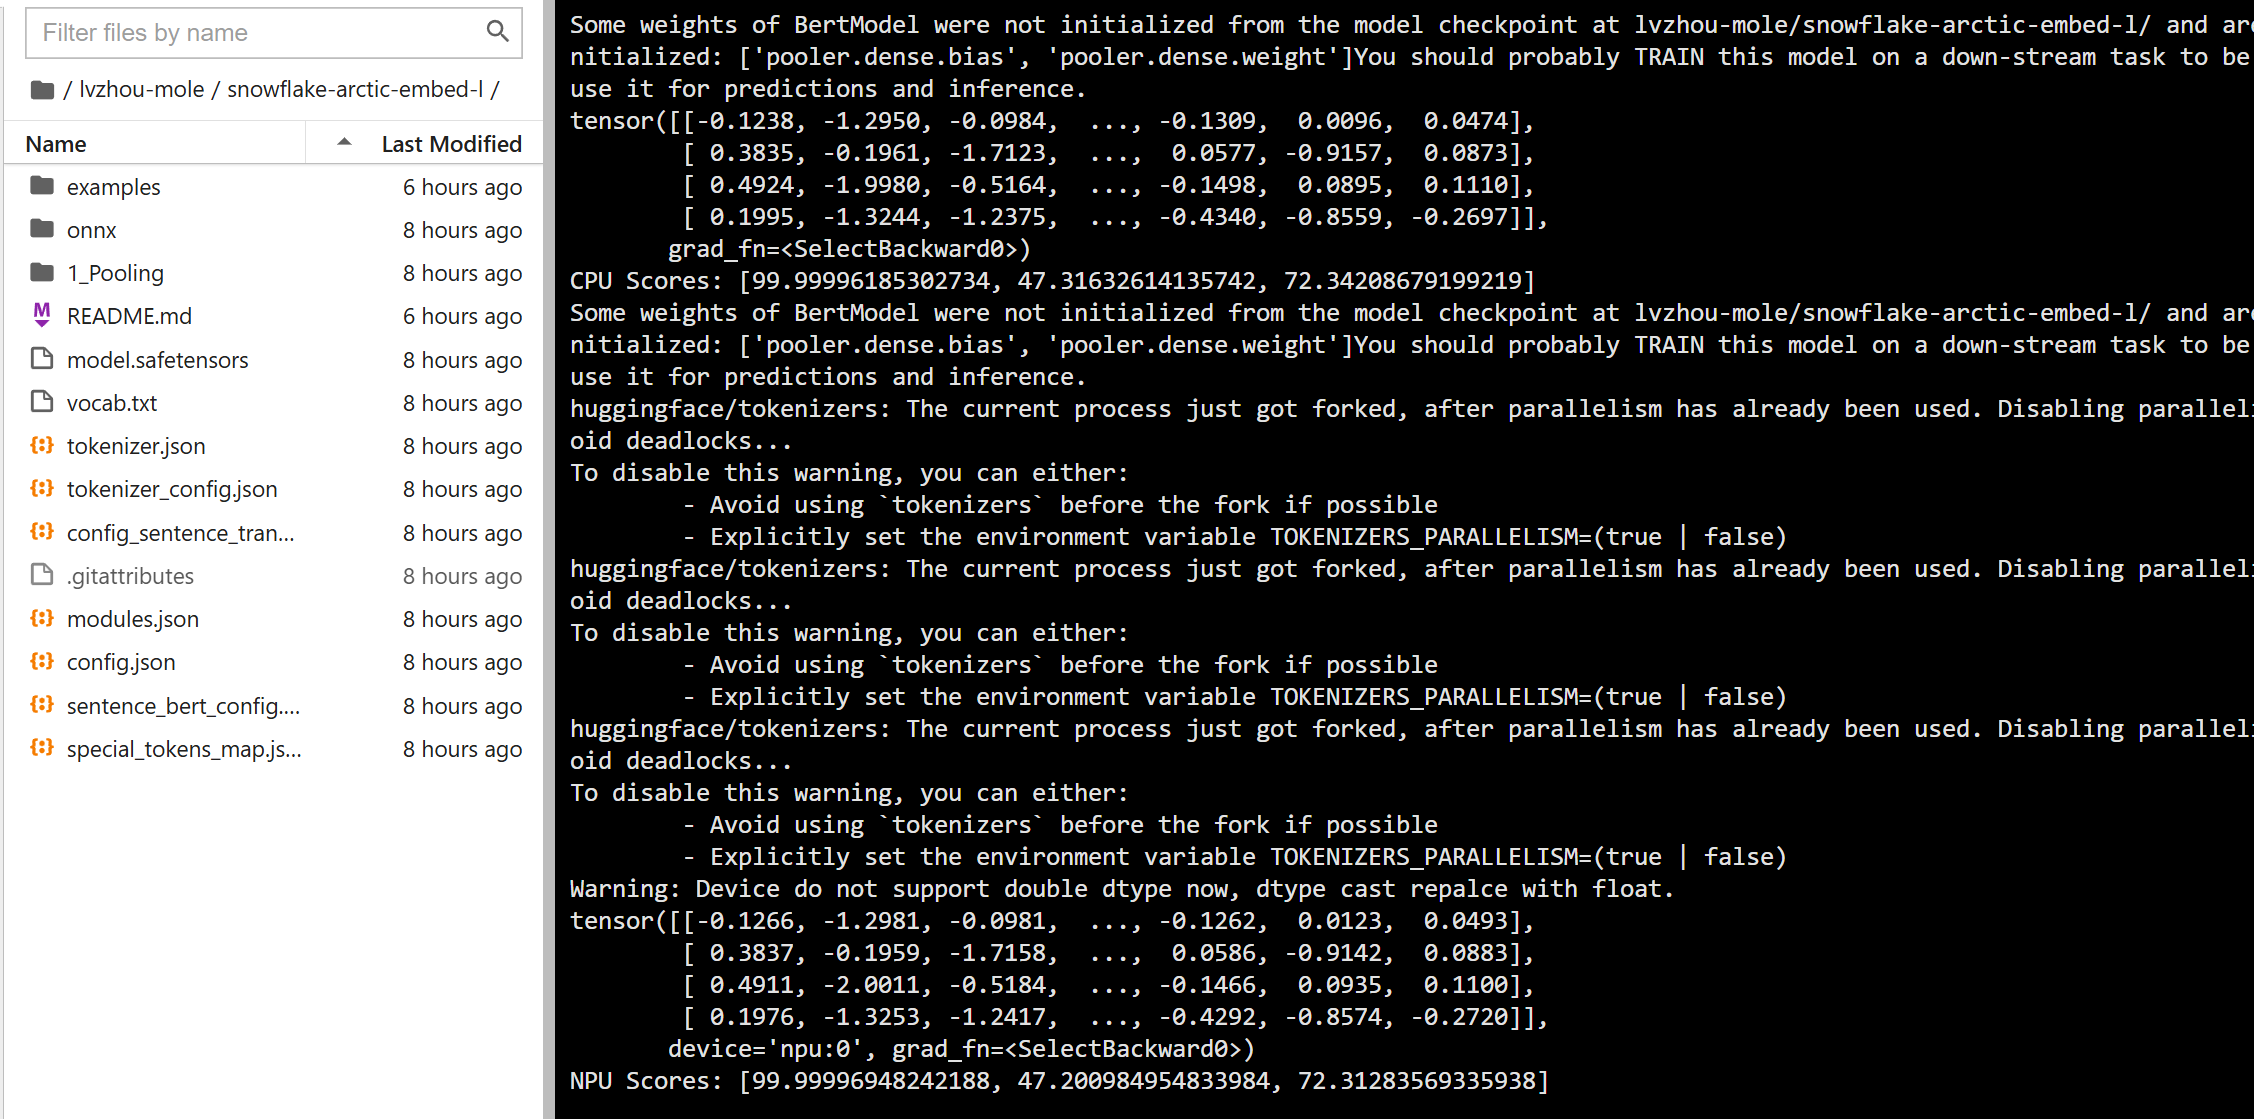 Filter files by name
/ lvzhou-mole / snowflake-arctic-embed-l /
Name Last Modified
examples 6 hours ago
onnx 8 hours ago
1_Pooling 8 hours ago
README.md 6 hours ago
model.safetensors 8 hours ago
vocab.txt 8 hours ago
tokenizer.json 8 hours ago
tokenizer_config.json 8 hours ago
config_sentence_tran... 8 hours ago
.gitattributes 8 hours ago
modules.json 8 hours ago
config.json 8 hours ago
sentence_bert_config.... 8 hours ago
special_tokens_map.js... 8 hours ago
Some weights of BertModel were not initialized from the model checkpoint at lvzhou-mole/snowflake-arctic-embed-l/ and are
nitialized: ['pooler.dense.bias', 'pooler.dense.weight']You should probably TRAIN this model on a down-stream task to be
use it for predictions and inference.
tensor([[-0.1238, -1.2950, -0.0984,  ..., -0.1309,  0.0096,  0.0474],
        [ 0.3835, -0.1961, -1.7123,  ...,  0.0577, -0.9157,  0.0873],
        [ 0.4924, -1.9980, -0.5164,  ..., -0.1498,  0.0895,  0.1110],
        [ 0.1995, -1.3244, -1.2375,  ..., -0.4340, -0.8559, -0.2697]],
       grad_fn=<SelectBackward0>)
CPU Scores: [99.99996185302734, 47.31632614135742, 72.34208679199219]
Some weights of BertModel were not initialized from the model checkpoint at lvzhou-mole/snowflake-arctic-embed-l/ and are
nitialized: ['pooler.dense.bias', 'pooler.dense.weight']You should probably TRAIN this model on a down-stream task to be
use it for predictions and inference.
huggingface/tokenizers: The current process just got forked, after parallelism has already been used. Disabling paralleli
oid deadlocks...
To disable this warning, you can either:
        - Avoid using `tokenizers` before the fork if possible
        - Explicitly set the environment variable TOKENIZERS_PARALLELISM=(true | false)
huggingface/tokenizers: The current process just got forked, after parallelism has already been used. Disabling paralleli
oid deadlocks...
To disable this warning, you can either:
        - Avoid using `tokenizers` before the fork if possible
        - Explicitly set the environment variable TOKENIZERS_PARALLELISM=(true | false)
huggingface/tokenizers: The current process just got forked, after parallelism has already been used. Disabling paralleli
oid deadlocks...
To disable this warning, you can either:
        - Avoid using `tokenizers` before the fork if possible
        - Explicitly set the environment variable TOKENIZERS_PARALLELISM=(true | false)
Warning: Device do not support double dtype now, dtype cast repalce with float.
tensor([[-0.1266, -1.2981, -0.0981,  ..., -0.1262,  0.0123,  0.0493],
        [ 0.3837, -0.1959, -1.7158,  ...,  0.0586, -0.9142,  0.0883],
        [ 0.4911, -2.0011, -0.5184,  ..., -0.1466,  0.0935,  0.1100],
        [ 0.1976, -1.3253, -1.2417,  ..., -0.4292, -0.8574, -0.2720]],
       device='npu:0', grad_fn=<SelectBackward0>)
NPU Scores: [99.99996948242188, 47.200984954833984, 72.31283569335938]